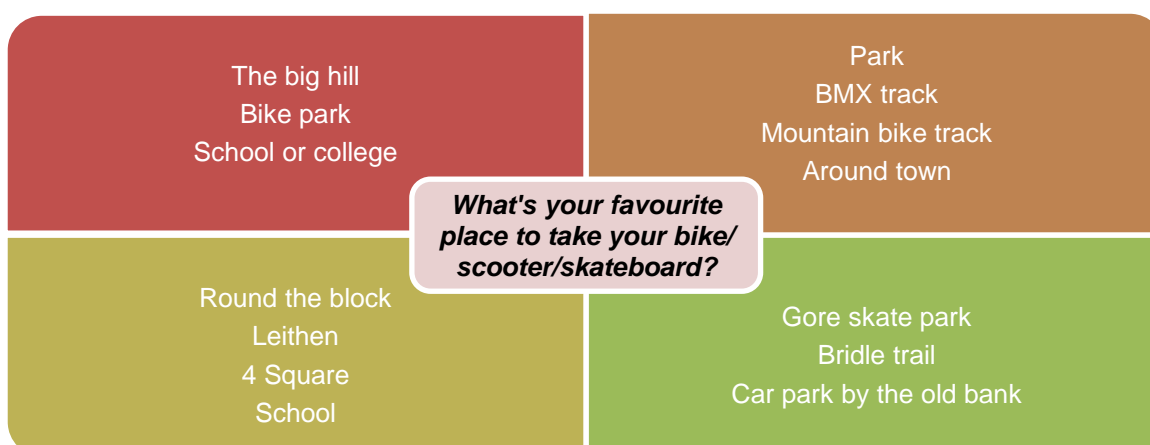 The big hill
Bike park
School or college
Park
BMX track
Mountain bike track
Around town
What's your favourite
place to take your bike/
scooter/skateboard?
Round the block
Leithen
4 Square
School
Gore skate park
Bridle trail
Car park by the old bank